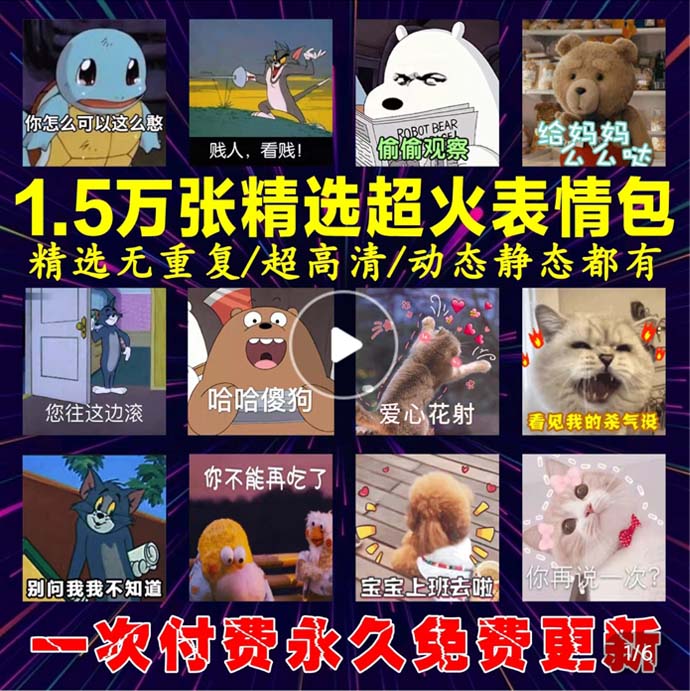 你怎么可以这么憨
贱人，看贱！
ROBOT BEAR
偷偷观察
给妈妈
么么哒
1.5万张精选超火表情包
精选无重复/超高清/动态静态都有
您往这边滚
哈哈傻狗
爱心花射
看见我的杀气没
别问我我不知道
你不能再吃了
宝宝上班去啦
你再说一次?
一次付费永久免费更新
1/6